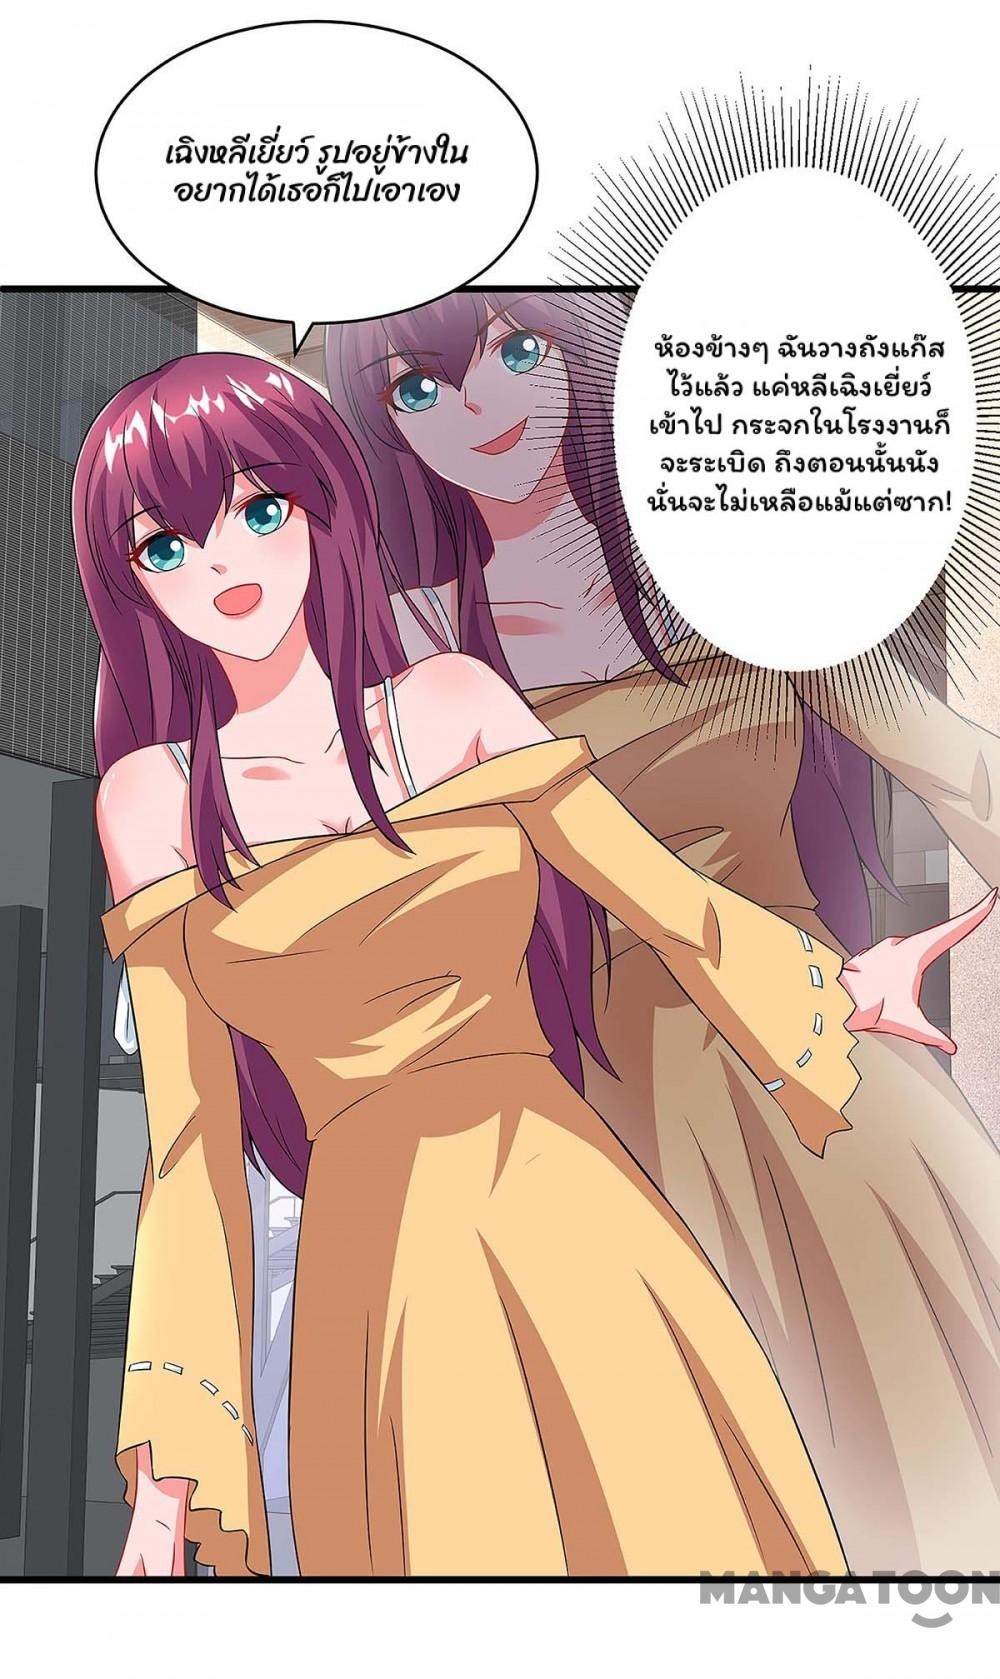 เฉิงหลีเยี่ยว์ รูปอยู่ข้างใน
อยากได้เธอก็ไปเอาเอง
ห้องข้างๆ ฉันวางถังแก๊ส
ไว้แล้ว แค่หลีเฉิงเยี่ยว์
เข้าไป กระจกในโรงงานก็
จะระเบิด ถึงตอนนั้นนัง
นั่นจะไม่เหลือแม้แต่ซาก!
MANGATOON